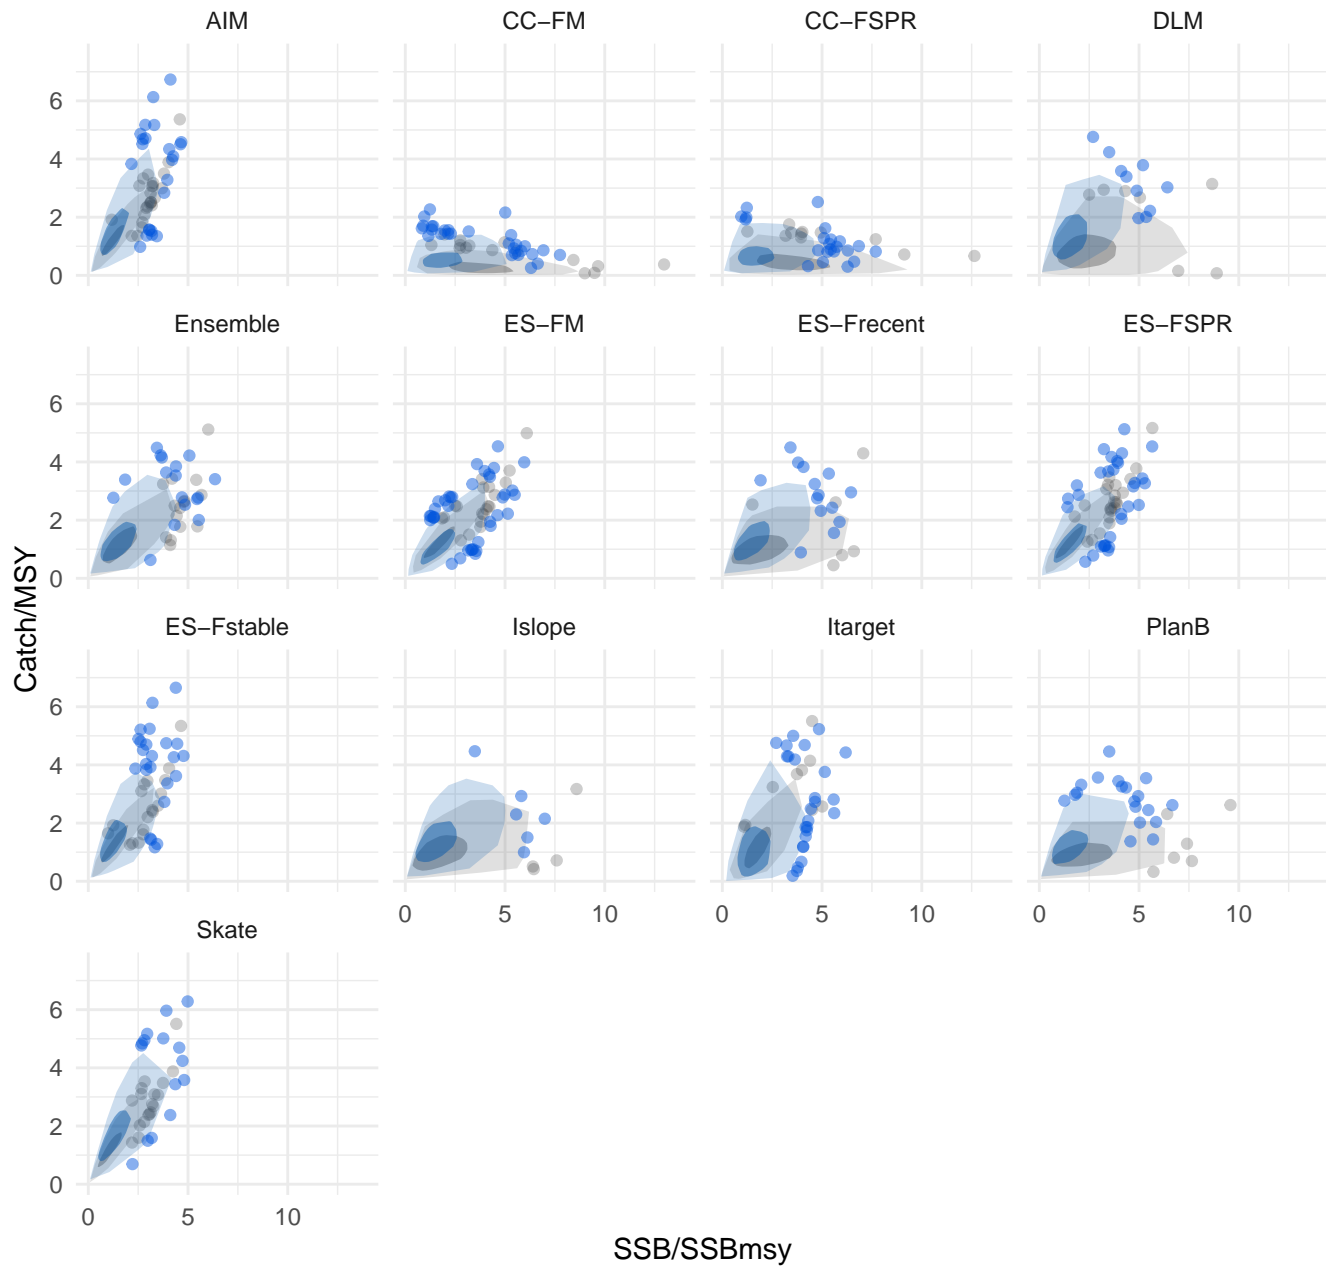 AIM CC−FM CC−FSPR DLM
6
4
2
0
Ensemble ES−FM ES−Frecent ES−FSPR
6
4
2
0
Catch/MSY
ES−Fstable Islope Itarget PlanB
6
4
2
0
0 5 10 0 5 10 0 5 10
Skate
6
4
2
0
0 5 10
SSB/SSBmsy